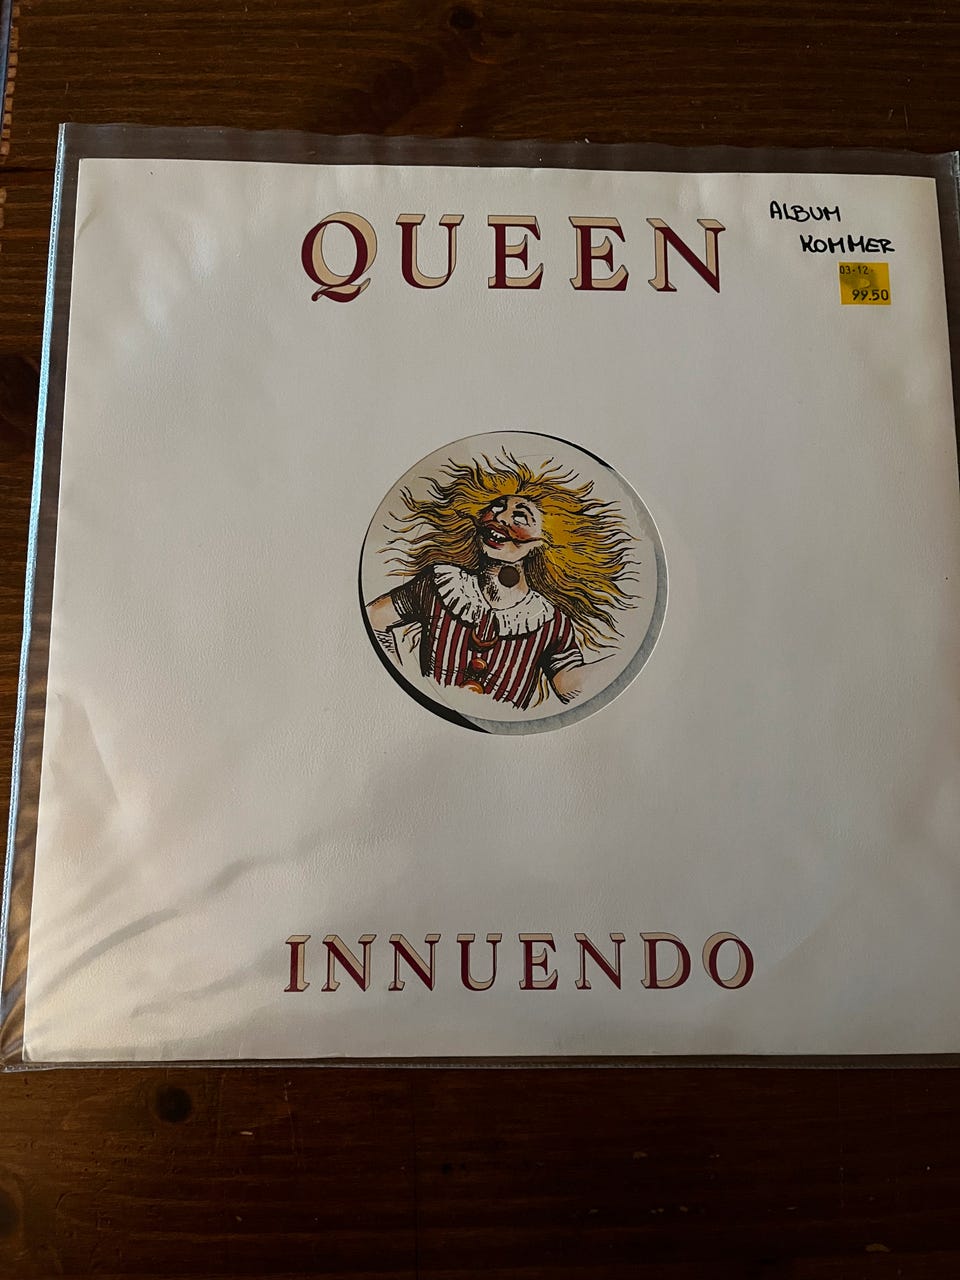 QUEEN
ALBUM
KOMMER
03-12-
99.50
INNUENDO